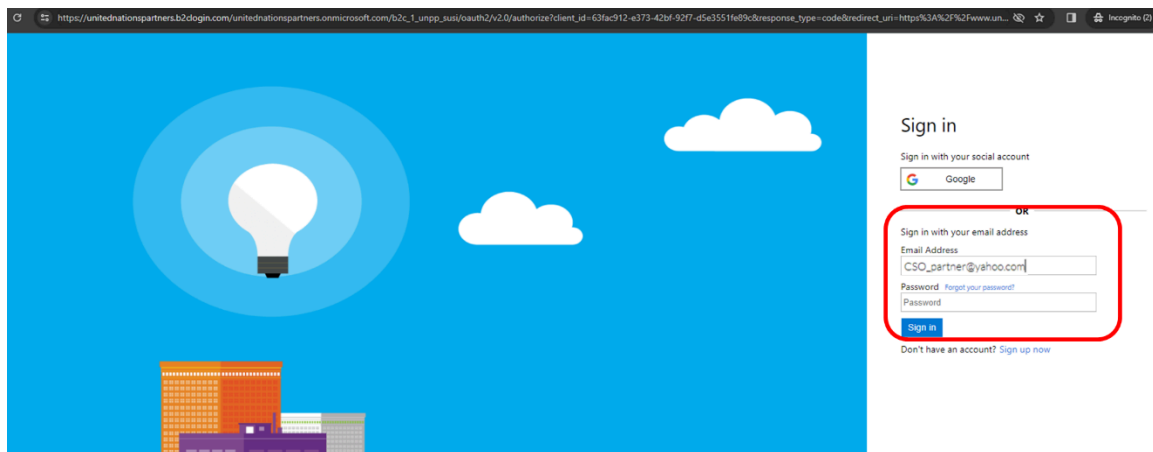 https://unitednationspartners.b2clogin.com/unitednationspartners.onmicrosoft.com/b2c_1_unpp_susi/oauth2/v2.0/authorize?client_id=63fac912-e373-42bf-92f7-d5e3551fe89c&response_type=code&redirect_uri=https%3A%2F%2Fwww.un... Incognito (2)
Sign in
Sign in with your social account
Google
OR
Sign in with your email address
Email Address
CSO_partner@yahoo.com
Password Forgot your password?
Password
Sign in
Don't have an account? Sign up now